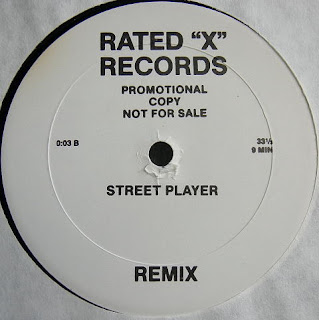 RATED “X”
RECORDS
PROMOTIONAL
COPY
NOT FOR SALE
0:03 B
33⅓
9 MIN
STREET PLAYER
REMIX